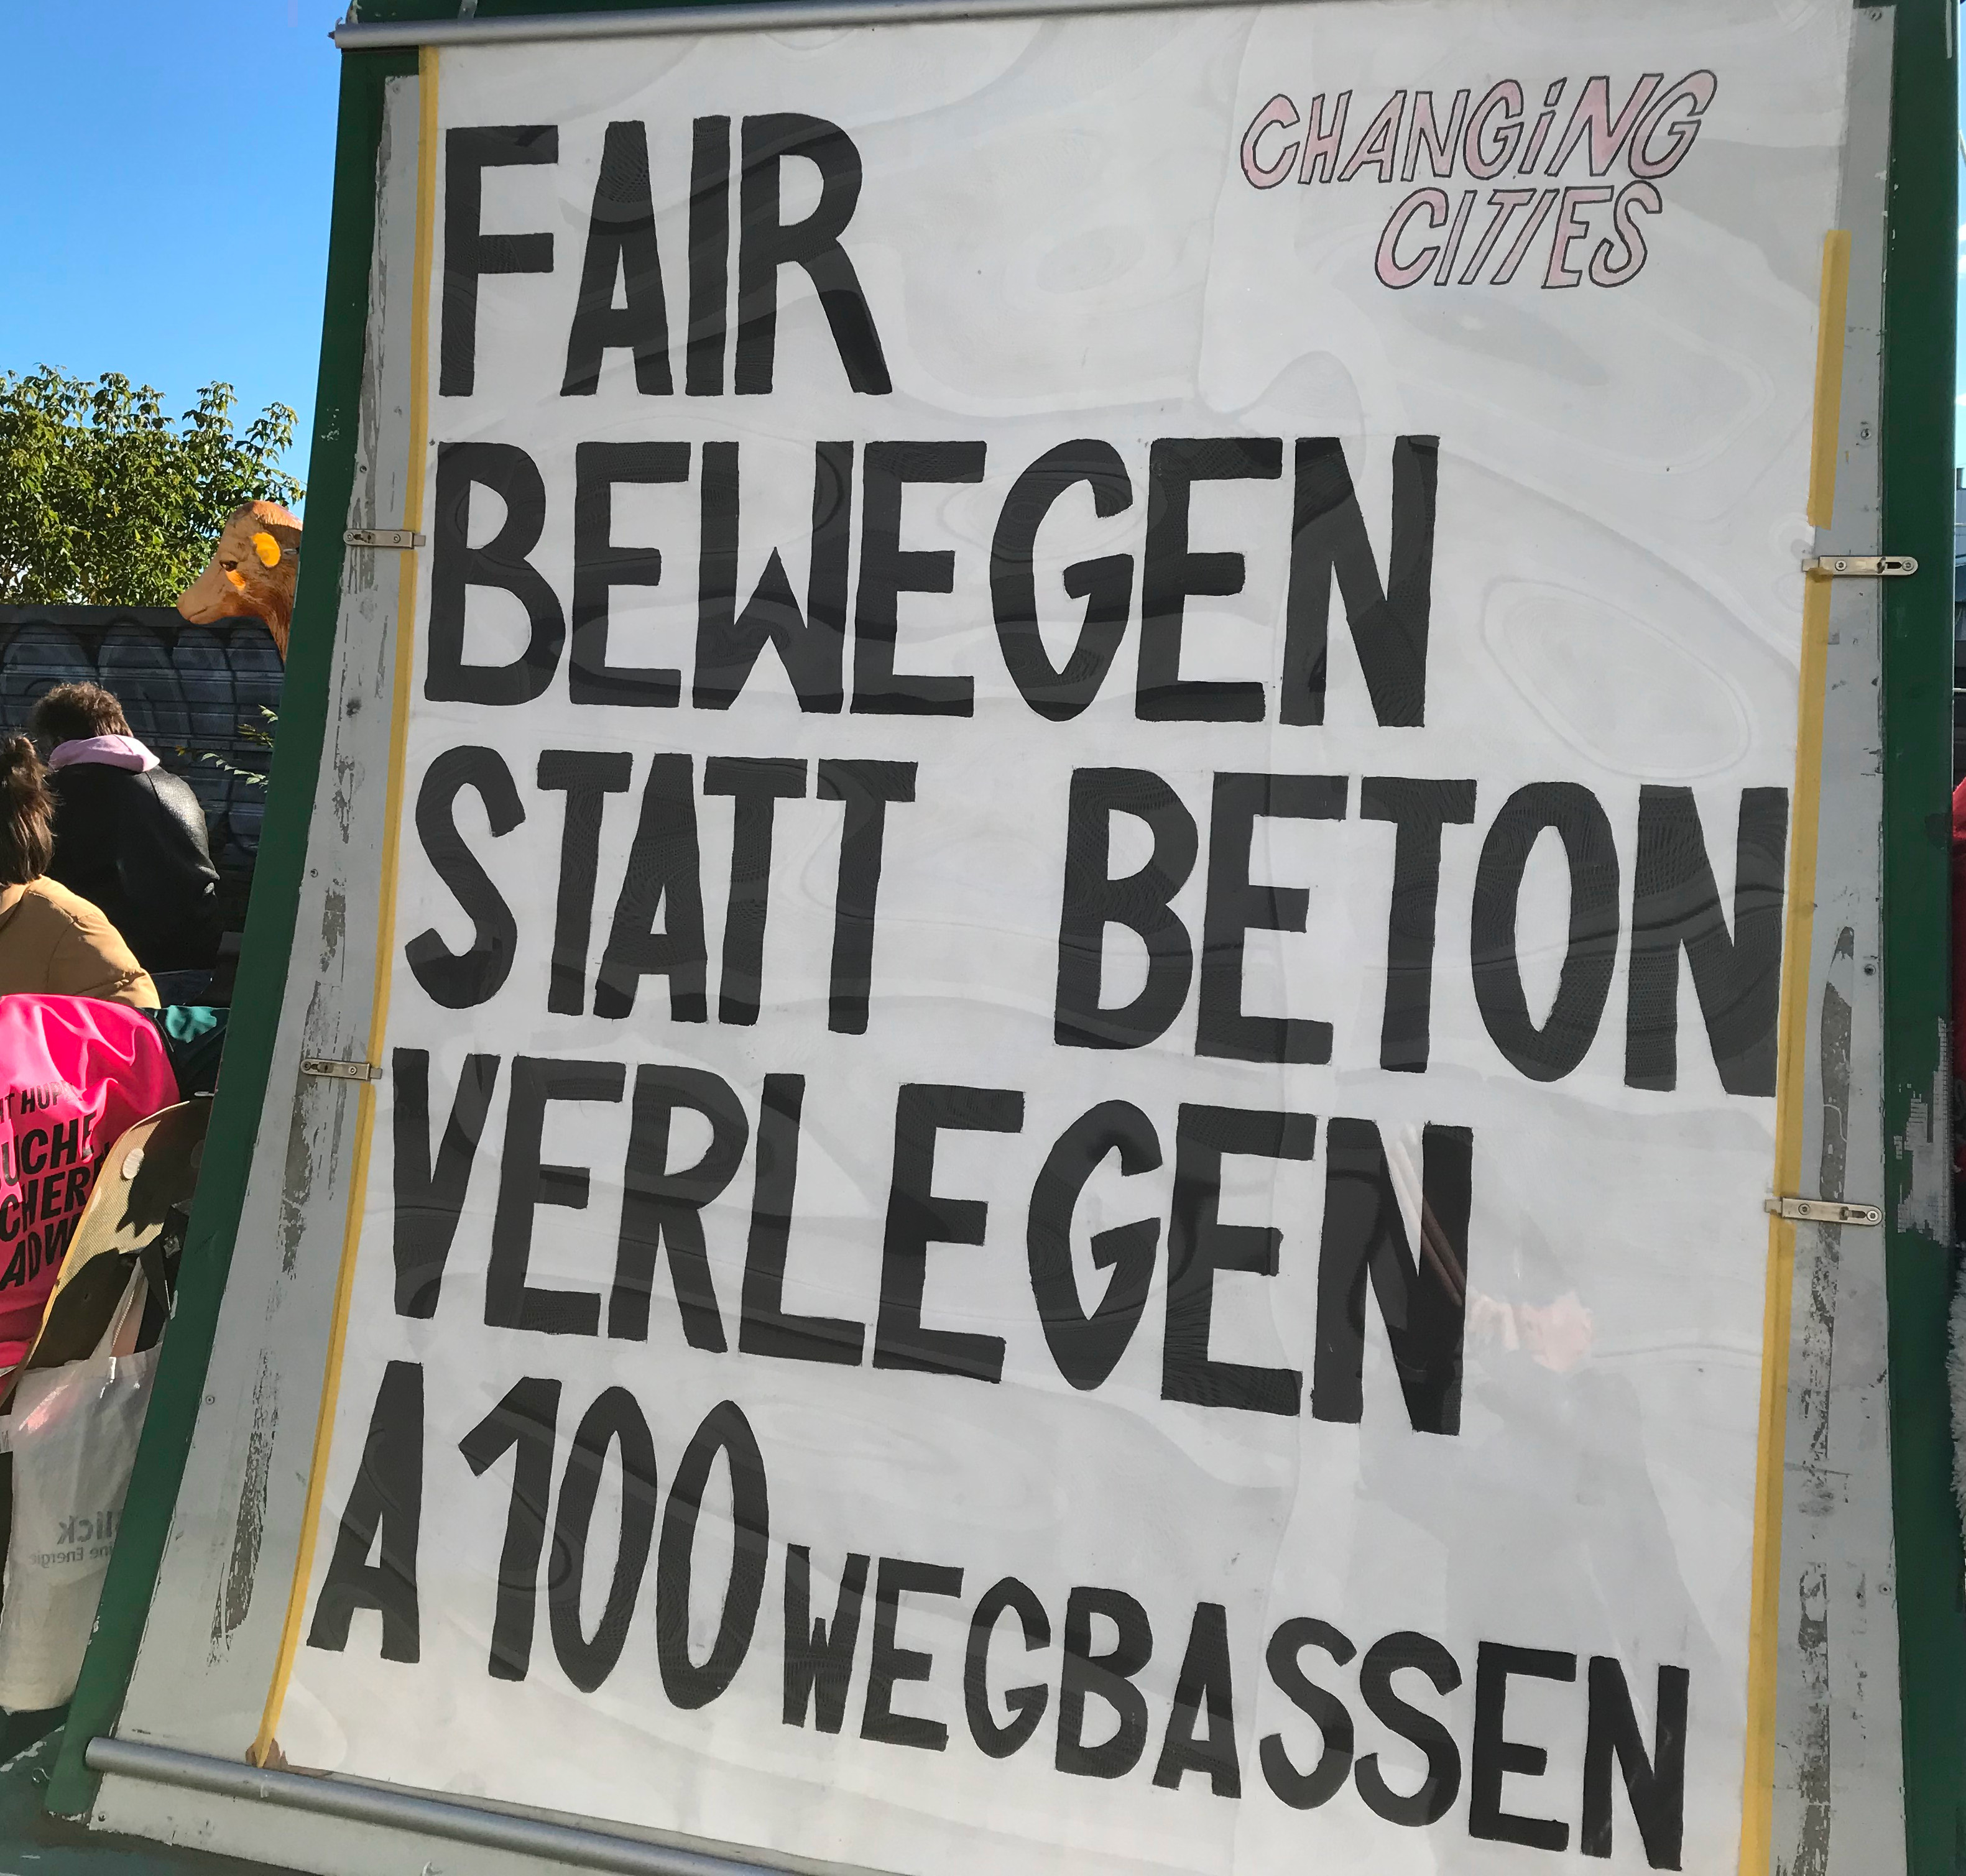 CHANGiNG
CITIES
FAIR
BEWEGEN
STATT BETON
VERLEGEN
A100 WEGBASSEN